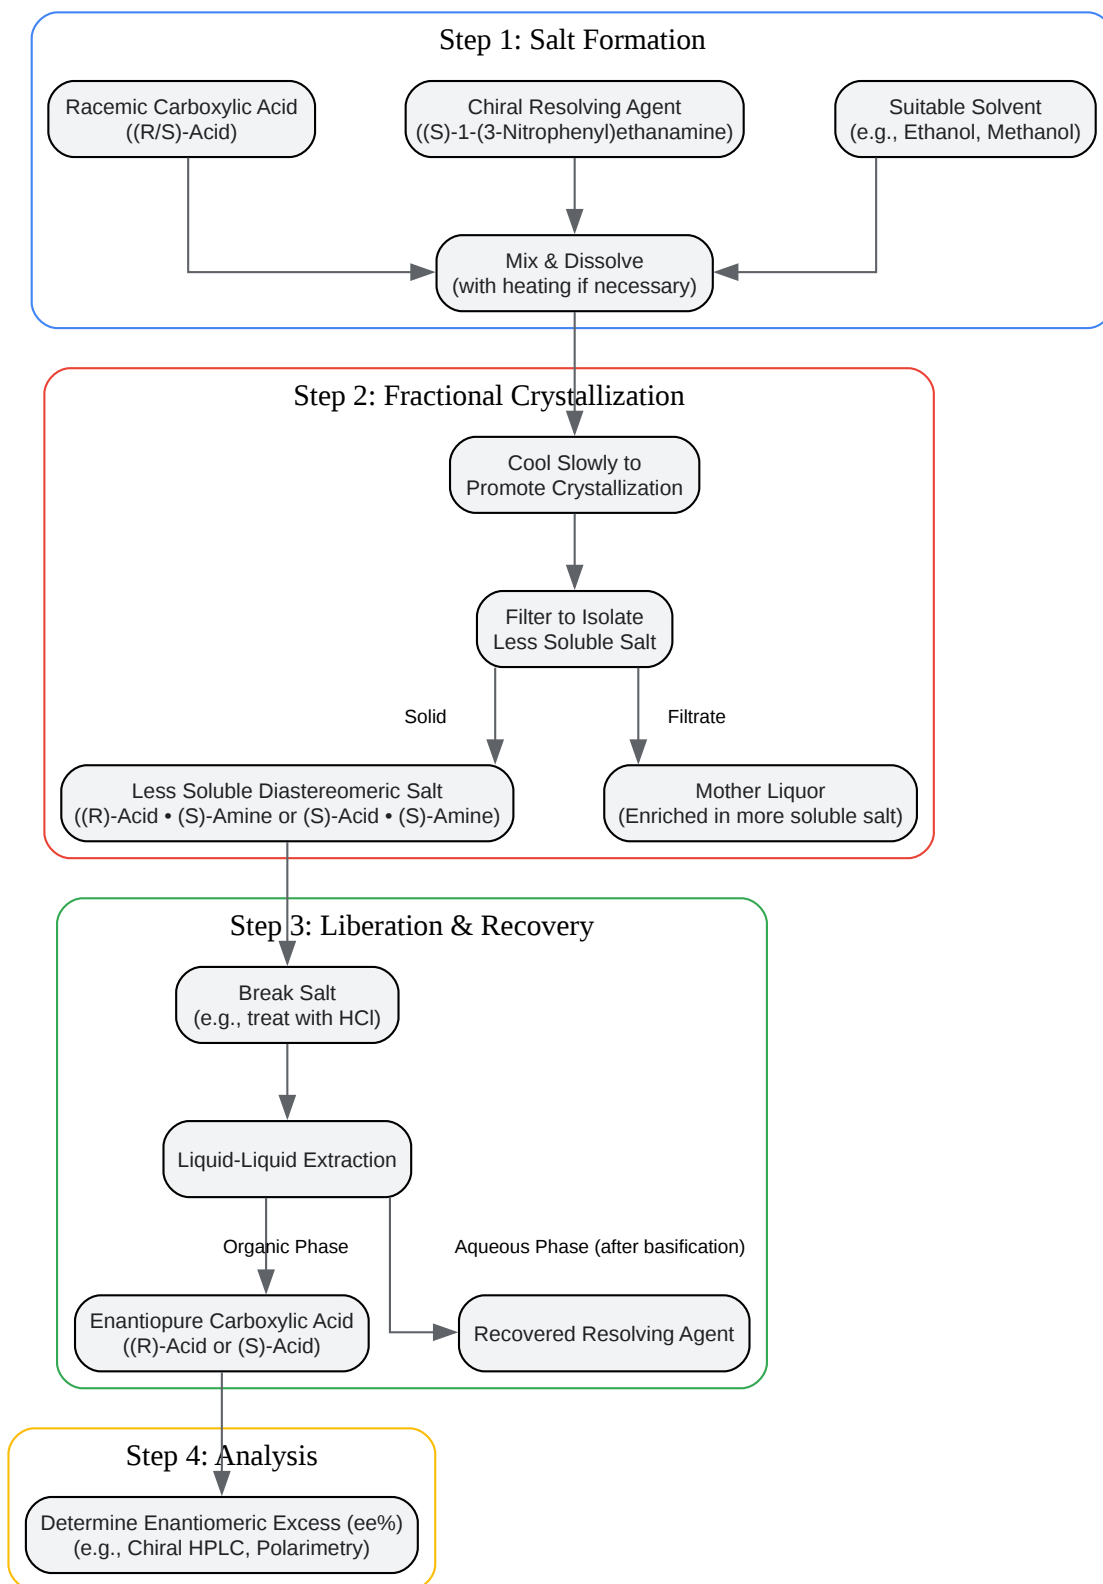 Step 1: Salt Formation
Racemic Carboxylic Acid
((R/S)-Acid)
Chiral Resolving Agent
((S)-1-(3-Nitrophenyl)ethanamine)
Suitable Solvent
(e.g., Ethanol, Methanol)
Mix & Dissolve
(with heating if necessary)
Step 2: Fractional Crystallization
Cool Slowly to
Promote Crystallization
Filter to Isolate
Less Soluble Salt
Solid
Filtrate
Less Soluble Diastereomeric Salt
((R)-Acid • (S)-Amine or (S)-Acid • (S)-Amine)
Mother Liquor
(Enriched in more soluble salt)
Step 3: Liberation & Recovery
Break Salt
(e.g., treat with HCl)
Liquid-Liquid Extraction
Organic Phase
Aqueous Phase (after basification)
Enantiopure Carboxylic Acid
((R)-Acid or (S)-Acid)
Recovered Resolving Agent
Step 4: Analysis
Determine Enantiomeric Excess (ee%)
(e.g., Chiral HPLC, Polarimetry)